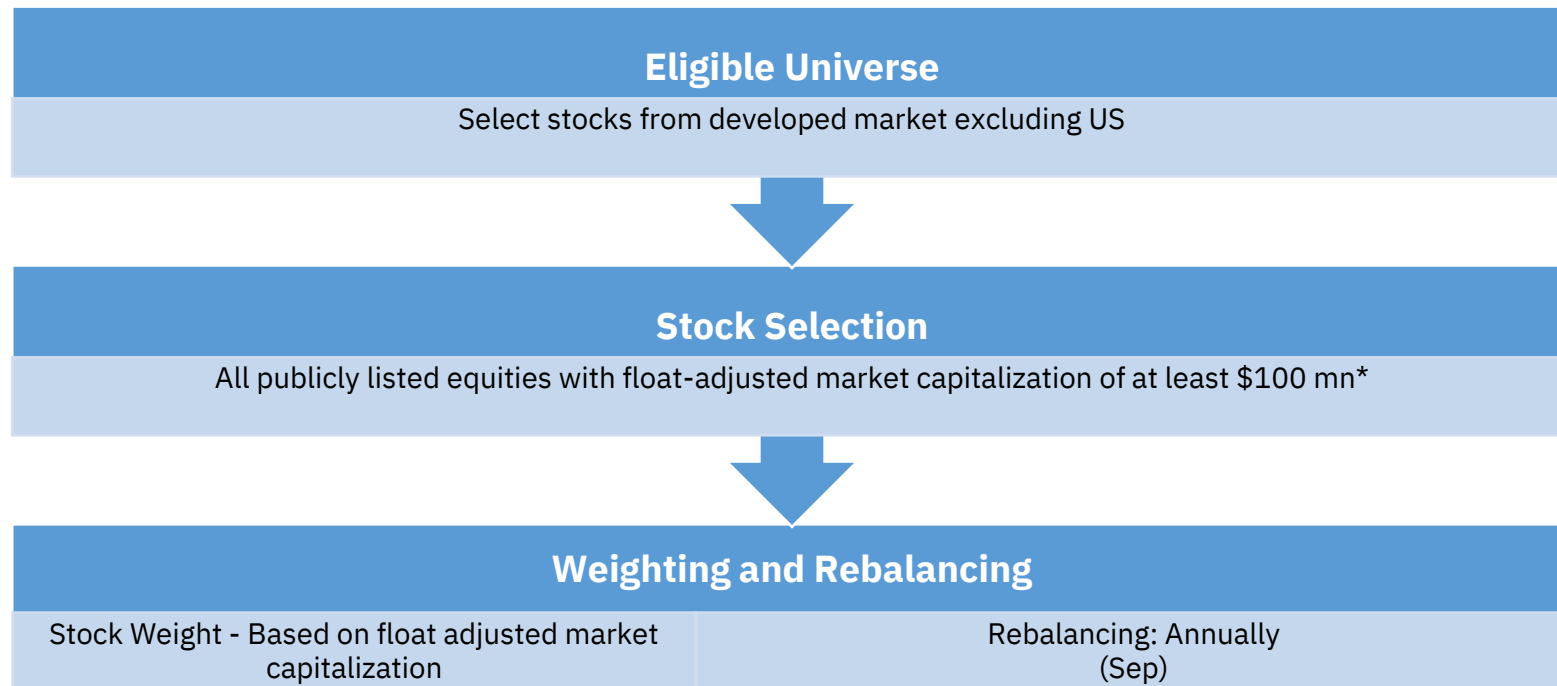 Eligible Universe
Select stocks from developed market excluding US
Stock Selection
All publicly listed equities with float-adjusted market capitalization of at least $100 mn*
Weighting and Rebalancing
Stock Weight - Based on float adjusted market
capitalization
Rebalancing: Annually
(Sep)